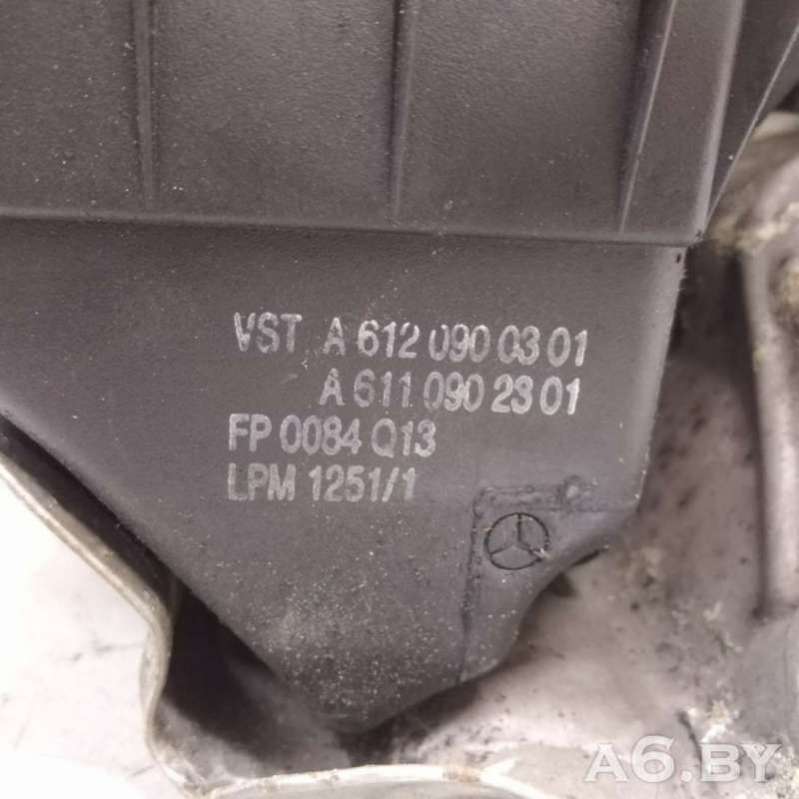 VST A 612 090 03 01
A 611 090 23 01
FP 0084 Q13
LPM 1251/1
A6.BY